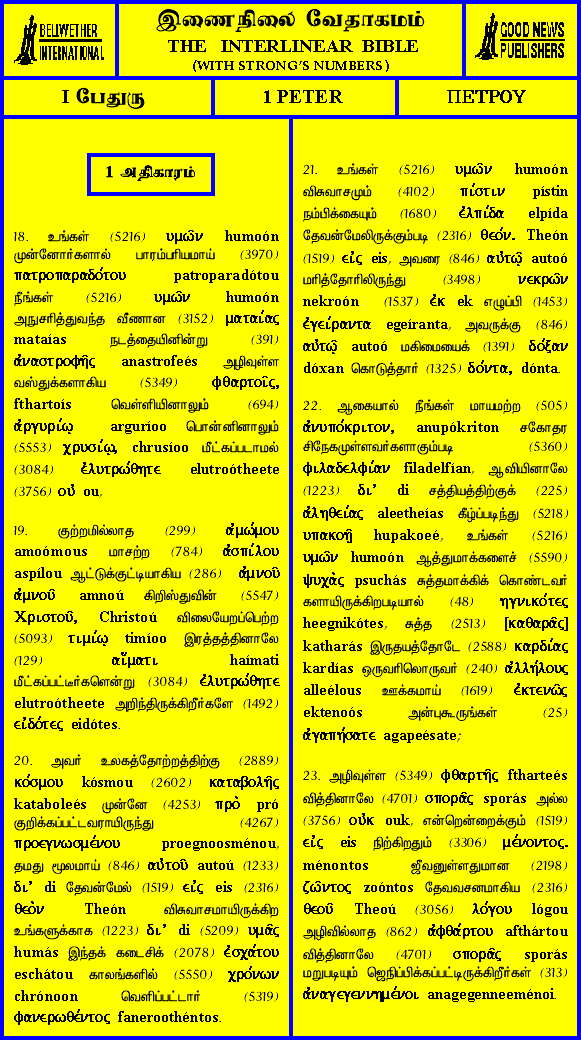 BELLWETHER
INTERNATIONAL
இணைநிலை வேதாகமம்
THE INTERLINEAR BIBLE
(WITH STRONG'S NUMBERS)
GOOD NEWS
PUBLISHERS
I பேதுரு
1 PETER
ΠΕΤΡΟΥ
1 அதிகாரம்
18. உங்கள் (5216) υμῶν humoón
முன்னோர்களால் பாரம்பரியமாய் (3970)
πατροπαραδότου patroparadótou
நீங்கள் (5216) υμῶν humoón
அநுசரித்துவந்த வீணான (3152) ματαίας
mataías நடத்தையினின்று (391)
ἀναστροφῆς anastrofeés அழிவுள்ள
வஸ்துக்களாகிய (5349) φθαρτοῖς,
fthartoís வெள்ளியினாலும் (694)
ἀργυρίῳ arguríoo பொன்னினாலும்
(5553) χρυσίῳ, chrusíoo மீட்கப்படாமல்
(3084) ἐλυτρώθητε elutroótheete
(3756) οὐ ou,
19. குற்றமில்லாத (299) ἀμώμου
amoómous மாசற்ற (784) ἀσπίλου
aspílou ஆட்டுக்குட்டியாகிய (286) ἀμνοῦ
ἀμνοῦ amnoú கிறிஸ்துவின் (5547)
Χριστοῦ, Christoú விலையேறப்பெற்ற
(5093) τιμίῳ timíoo இரத்தத்தினாலே
(129) αἵματι haímati
மீட்கப்பட்டீர்களென்று (3084) ἐλυτρώθητε
elutroótheete அறிந்திருக்கிறீர்களே (1492)
εἰδότες eidótes.
20. அவர் உலகத்தோற்றத்திற்கு (2889)
κόσμου kósmou (2602) καταβολῆς
kataboleés முன்னே (4253) πρὸ pró
குறிக்கப்பட்டவராயிருந்து (4267)
προεγνωσμένου proegnoosménou,
தமது மூலமாய் (846) αὐτοῦ autoú (1233)
δι' di தேவன்மேல் (1519) εἰς eis (2316)
θεὸν Theón விசுவாசமாயிருக்கிற
உங்களுக்காக (1223) δι' di (5209) υμᾶς
humás இந்தக் கடைசிக் (2078) ἐσχάτου
eschátou காலங்களில் (5550) χρόνων
chrónoon வெளிப்பட்டார் (5319)
φανερωθέντος faneroothéntos.
21. உங்கள் (5216) υμῶν humoón
விசுவாசமும் (4102) πίστιν pístin
நம்பிக்கையும் (1680) ἐλπίδα elpída
தேவன்மேலிருக்கும்படி (2316) θεόν. Theón
(1519) εἰς eis, அவரை (846) αὐτῷ autoó
மரித்தோரிலிருந்து (3498) νεκρῶν
nekroón (1537) ἐκ ek எழுப்பி (1453)
ἐγείραντα egeíranta, அவருக்கு (846)
αὐτῷ autoó மகிமையைக் (1391) δόξαν
dóxan கொடுத்தார் (1325) δόντα, dónta.
22. ஆகையால் நீங்கள் மாயமற்ற (505)
ἀνυπόκριτον, anupókriton சகோதர
சிநேகமுள்ளவர்களாகும்படி (5360)
φιλαδελφίαν filadelfían, ஆவியினாலே
(1223) δι' di சத்தியத்திற்குக் (225)
ἀληθείας aleetheías கீழ்ப்படிந்து (5218)
υπακοῇ hupakoeé, உங்கள் (5216)
υμῶν humoón ஆத்துமாக்களைச் (5590)
ψυχὰς psuchás சுத்தமாக்கிக் கொண்டவர்
களாயிருக்கிறபடியால் (48) ηγνικότες
heegnikótes, சுத்த (2513) [καθαρᾶς]
katharás இருதயத்தோடே (2588) καρδίας
kardías ஒருவரிலொருவர் (240) ἀλλήλους
alleélous ஊக்கமாய் (1619) ἐκτενῶς
ektenoós அன்புகூருங்கள் (25)
ἀγαπήσατε agapeésate;
23. அழிவுள்ள (5349) φθαρτῆς ftharteés
வித்தினாலே (4701) σπορᾶς sporás அல்ல
(3756) οὐκ ouk, என்றென்றைக்கும் (1519)
εἰς eis நிற்கிறதும் (3306) μένοντος.
ménontos ஜீவனுள்ளதுமான (2198)
ζῶντος zoóntos தேவவசனமாகிய (2316)
θεοῦ Theoú (3056) λόγου lógou
அழிவில்லாத (862) ἀφθάρτου afthártou
வித்தினாலே (4701) σπορᾶς sporás
மறுபடியும் ஜெநிப்பிக்கப்பட்டிருக்கிறீர்கள் (313)
ἀναγεγεννημένοι anagegenneeménoi.